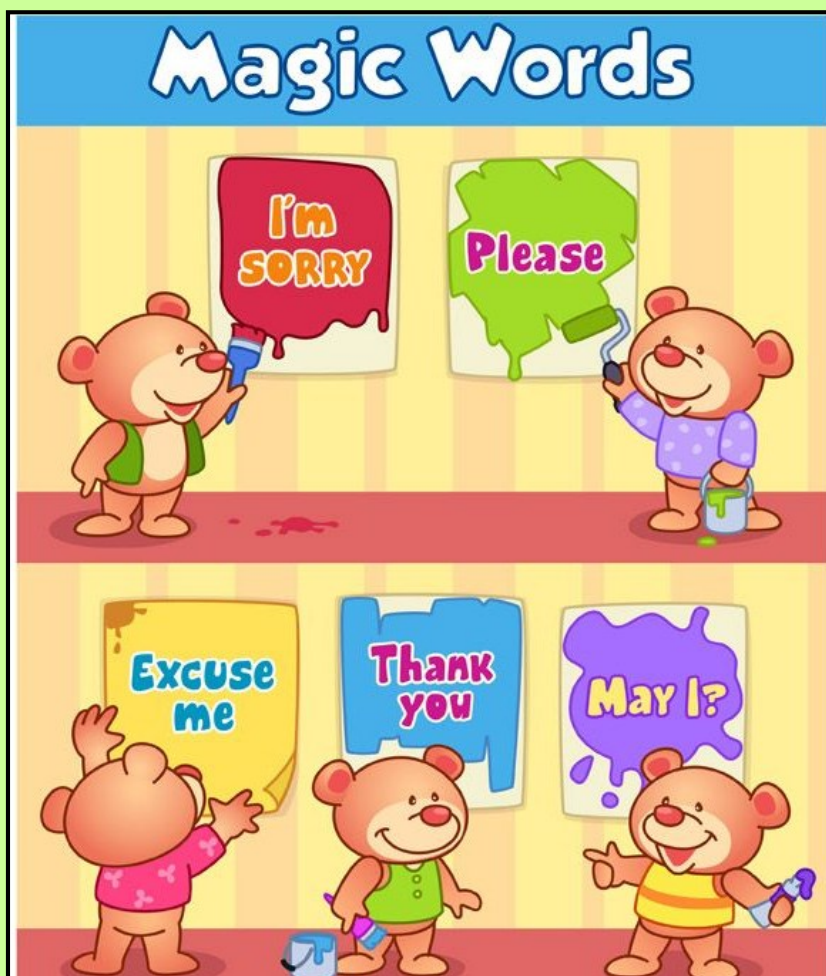 Magic Words
I'm
SORRY
Please
Excuse
me
Thank
you
May I?